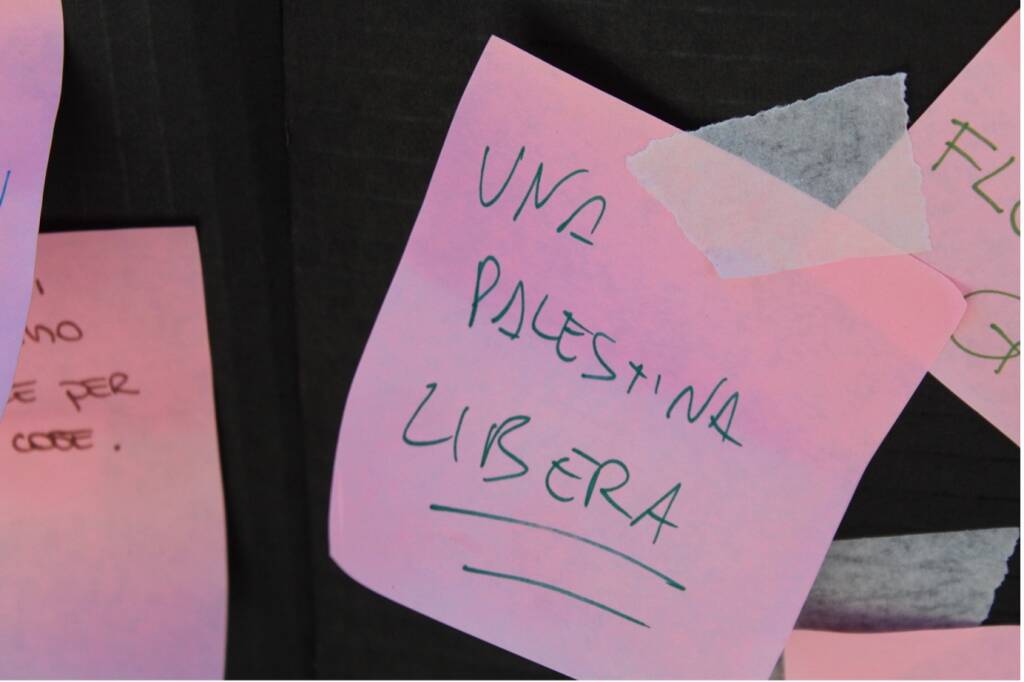 UNA
PALESTINA
LIBERA
PER
COSE.